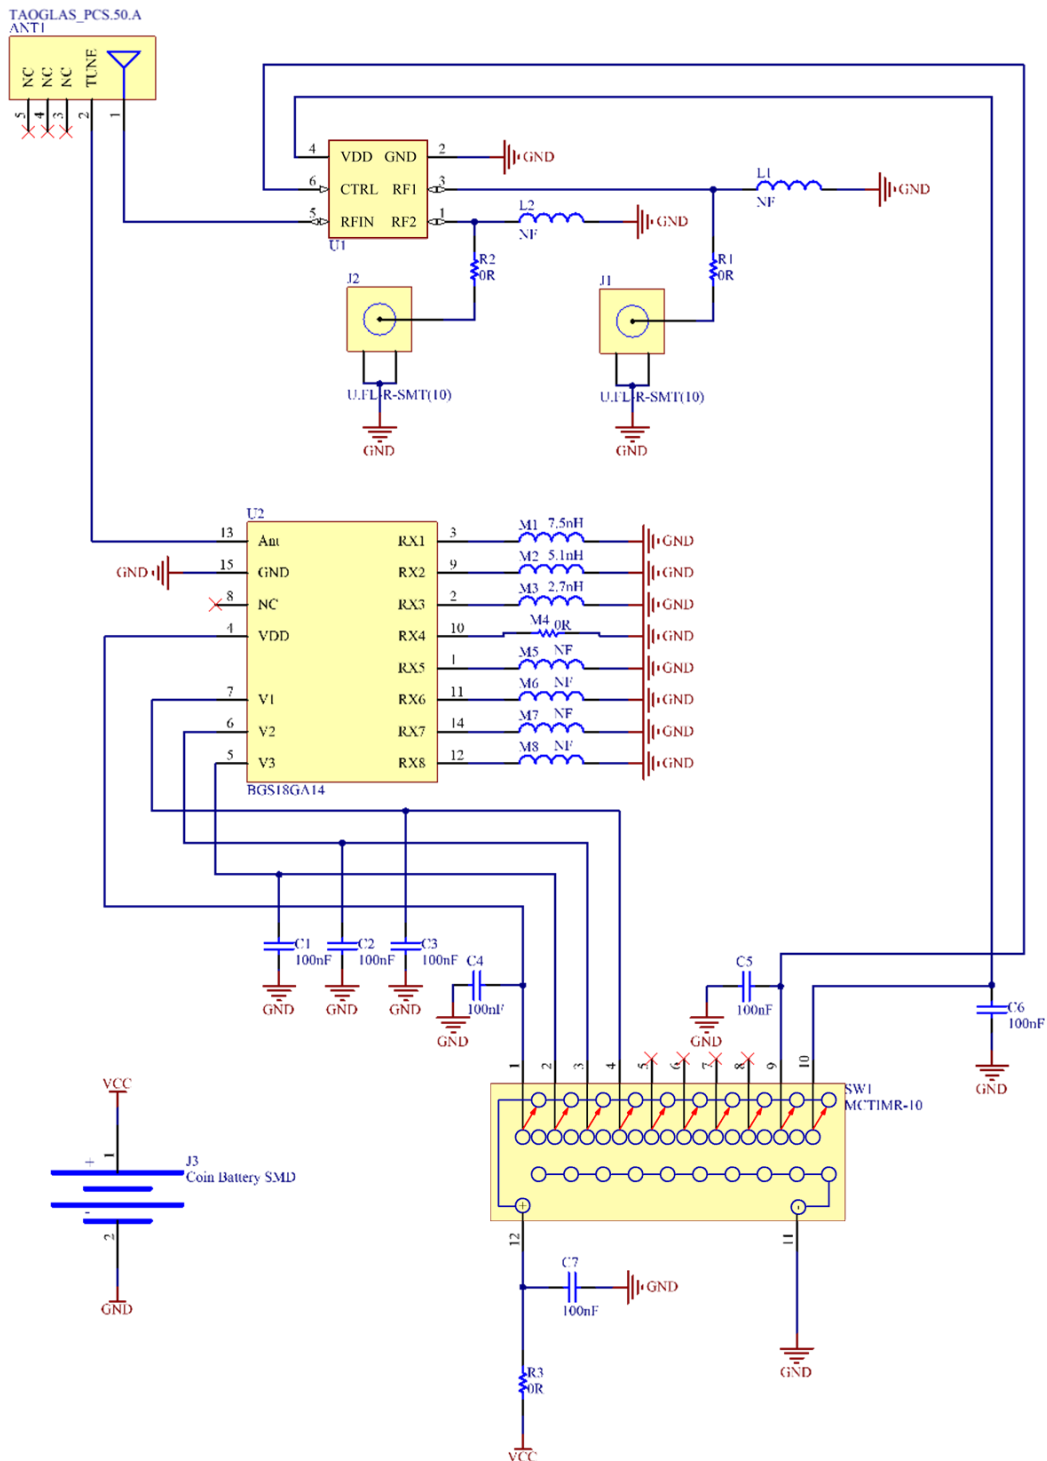 TAOGLAS_PCS.50.A
ANT1
NC NC NC TUNE
5 4 3 2 1
4 VDD GND 2 GND
6 CTRL RF1 3 L1 NF GND
5 RFIN RF2 1 L2 NF GND
U1
R2 0R
R1 0R
J2
J1
U.FL-R-SMT(10)
U.FL-R-SMT(10)
GND
GND
U2
13 Ant RX1 3 M1 7.5nH GND
GND 15 GND RX2 9 M2 5.1nH GND
8 NC RX3 2 M3 2.7nH GND
4 VDD RX4 10 M4 0R GND
RX5 1 M5 NF GND
7 V1 RX6 11 M6 NF GND
6 V2 RX7 14 M7 NF GND
5 V3 RX8 12 M8 NF GND
BGS18GA14
C1 100nF
C2 100nF
C3 100nF
GND GND GND
C4 100nF
GND
C5 100nF
GND
C6 100nF
GND
1 2 3 4 5 6 7 8 9 10
SW1
MCT1MR-10
+ -
12 11
VCC
+ 1
J3
Coin Battery SMD
- 2
GND
C7 100nF GND
R3 0R
VCC
GND